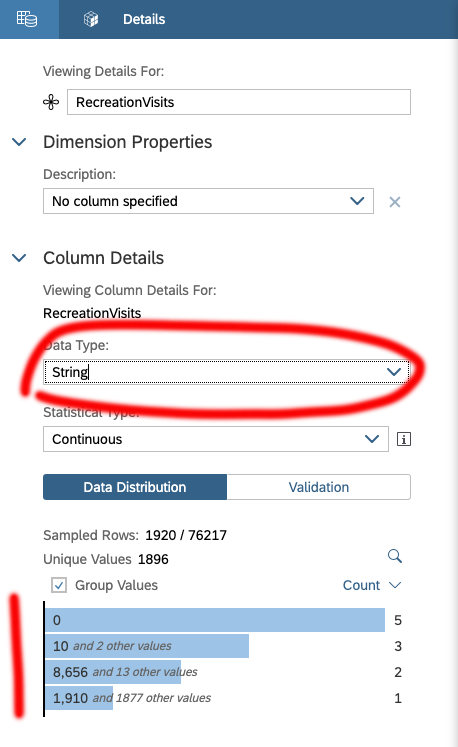 Details
Viewing Details For:
RecreationVisits
Dimension Properties
Description:
No column specified
Column Details
Viewing Column Details For:
RecreationVisits
Data Type:
String
Statistical Type:
Continuous
Data Distribution Validation
Sampled Rows: 1920 / 76217
Unique Values 1896
Group Values Count
0 5
10 and 2 other values 3
8,656 and 13 other values 2
1,910 and 1877 other values 1